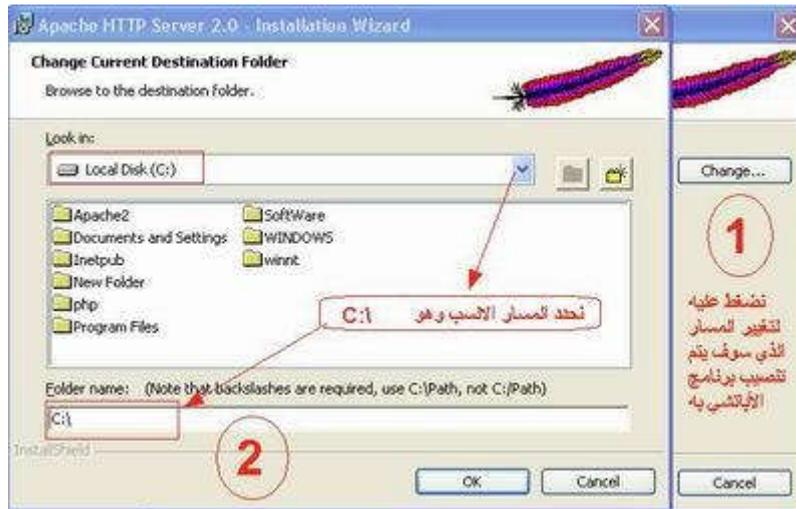 Apache HTTP Server 2.0 - Installation Wizard
Change Current Destination Folder
Browse to the destination folder.
Look in:
Local Disk (C:)
Apache2
Documents and Settings
Inetpub
New Folder
php
Program Files
SoftWare
WINDOWS
winnt
نحدد المسار الانسب وهو C:\
Folder name: (Note that backslashes are required, use C:\Path, not C:/Path)
C:\
InstallShield
2
OK
Cancel
Change...
1
نضغط عليه
لتغيير المسار
الذي سوف يتم
تنصيب برنامج
الأباتشي به
Cancel